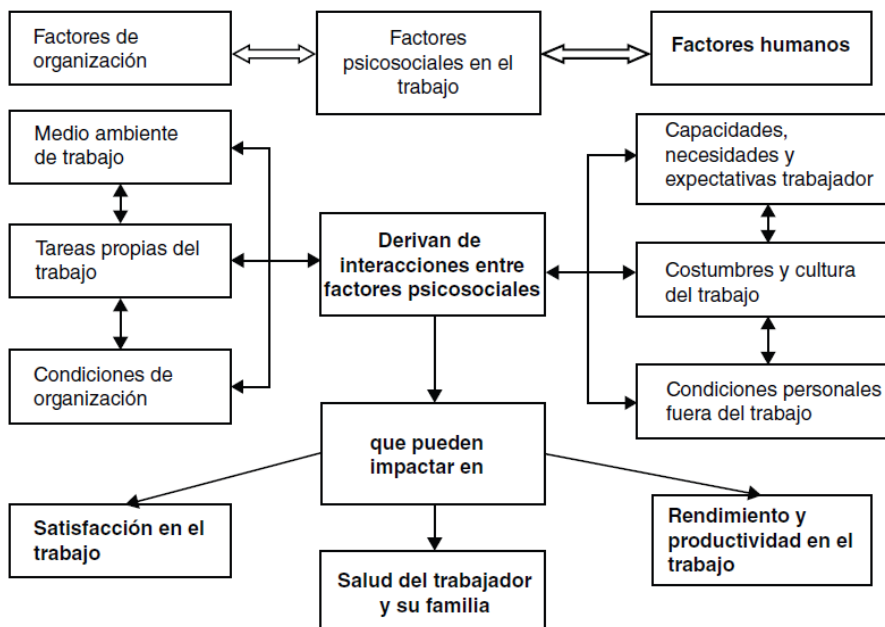 Factores de
organización
Factores
psicosociales en el
trabajo
Factores humanos
Medio ambiente
de trabajo
Tareas propias del
trabajo
Condiciones de
organización
Derivan de
interacciones entre
factores psicosociales
Capacidades,
necesidades y
expectativas trabajador
Costumbres y cultura
del trabajo
Condiciones personales
fuera del trabajo
que pueden
impactar en
Satisfacción en el
trabajo
Salud del trabajador
y su familia
Rendimiento y
productividad en el
trabajo